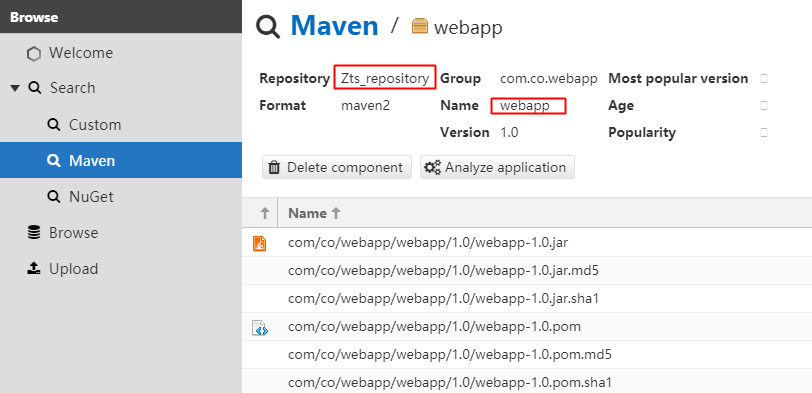 Browse
Welcome
Search
Custom
Maven
NuGet
Browse
Upload
Maven / webapp
Repository Zts_repository Group com.co.webapp Most popular version
Format maven2 Name webapp Age
Version 1.0 Popularity
Delete component Analyze application
Name
com/co/webapp/webapp/1.0/webapp-1.0.jar
com/co/webapp/webapp/1.0/webapp-1.0.jar.md5
com/co/webapp/webapp/1.0/webapp-1.0.jar.sha1
com/co/webapp/webapp/1.0/webapp-1.0.pom
com/co/webapp/webapp/1.0/webapp-1.0.pom.md5
com/co/webapp/webapp/1.0/webapp-1.0.pom.sha1